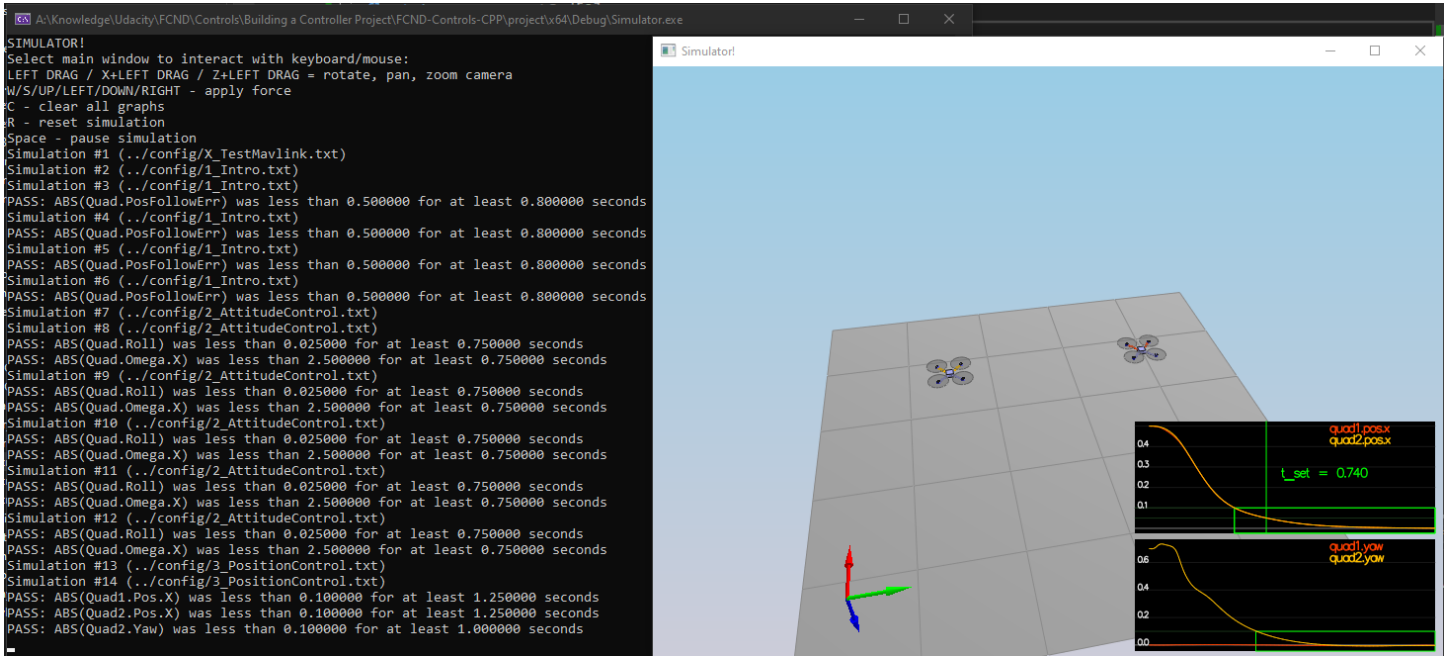 A:\Knowledge\Udacity\FCND\Controls\Building a Controller Project\FCND-Controls-CPP\project\x64\Debug\Simulator.exe
SIMULATOR!
Select main window to interact with keyboard/mouse:
LEFT DRAG / X+LEFT DRAG / Z+LEFT DRAG = rotate, pan, zoom camera
W/S/UP/LEFT/DOWN/RIGHT - apply force
C - clear all graphs
R - reset simulation
Space - pause simulation
Simulation #1 (../config/X_TestMavlink.txt)
Simulation #2 (../config/1_Intro.txt)
Simulation #3 (../config/1_Intro.txt)
PASS: ABS(Quad.PosFollowErr) was less than 0.500000 for at least 0.800000 seconds
Simulation #4 (../config/1_Intro.txt)
PASS: ABS(Quad.PosFollowErr) was less than 0.500000 for at least 0.800000 seconds
Simulation #5 (../config/1_Intro.txt)
PASS: ABS(Quad.PosFollowErr) was less than 0.500000 for at least 0.800000 seconds
Simulation #6 (../config/1_Intro.txt)
PASS: ABS(Quad.PosFollowErr) was less than 0.500000 for at least 0.800000 seconds
Simulation #7 (../config/2_AttitudeControl.txt)
Simulation #8 (../config/2_AttitudeControl.txt)
PASS: ABS(Quad.Roll) was less than 0.025000 for at least 0.750000 seconds
PASS: ABS(Quad.Omega.X) was less than 2.500000 for at least 0.750000 seconds
Simulation #9 (../config/2_AttitudeControl.txt)
PASS: ABS(Quad.Roll) was less than 0.025000 for at least 0.750000 seconds
PASS: ABS(Quad.Omega.X) was less than 2.500000 for at least 0.750000 seconds
Simulation #10 (../config/2_AttitudeControl.txt)
PASS: ABS(Quad.Roll) was less than 0.025000 for at least 0.750000 seconds
PASS: ABS(Quad.Omega.X) was less than 2.500000 for at least 0.750000 seconds
Simulation #11 (../config/2_AttitudeControl.txt)
PASS: ABS(Quad.Roll) was less than 0.025000 for at least 0.750000 seconds
PASS: ABS(Quad.Omega.X) was less than 2.500000 for at least 0.750000 seconds
Simulation #12 (../config/2_AttitudeControl.txt)
PASS: ABS(Quad.Roll) was less than 0.025000 for at least 0.750000 seconds
PASS: ABS(Quad.Omega.X) was less than 2.500000 for at least 0.750000 seconds
Simulation #13 (../config/3_PositionControl.txt)
Simulation #14 (../config/3_PositionControl.txt)
PASS: ABS(Quad1.Pos.X) was less than 0.100000 for at least 1.250000 seconds
PASS: ABS(Quad2.Pos.X) was less than 0.100000 for at least 1.250000 seconds
PASS: ABS(Quad2.Yaw) was less than 0.100000 for at least 1.000000 seconds
Simulator!
quad1.pos.x
quad2.pos.x
0.4
0.3
0.2
0.1
t_set = 0.740
quad1.yaw
quad2.yaw
0.6
0.4
0.2
0.0